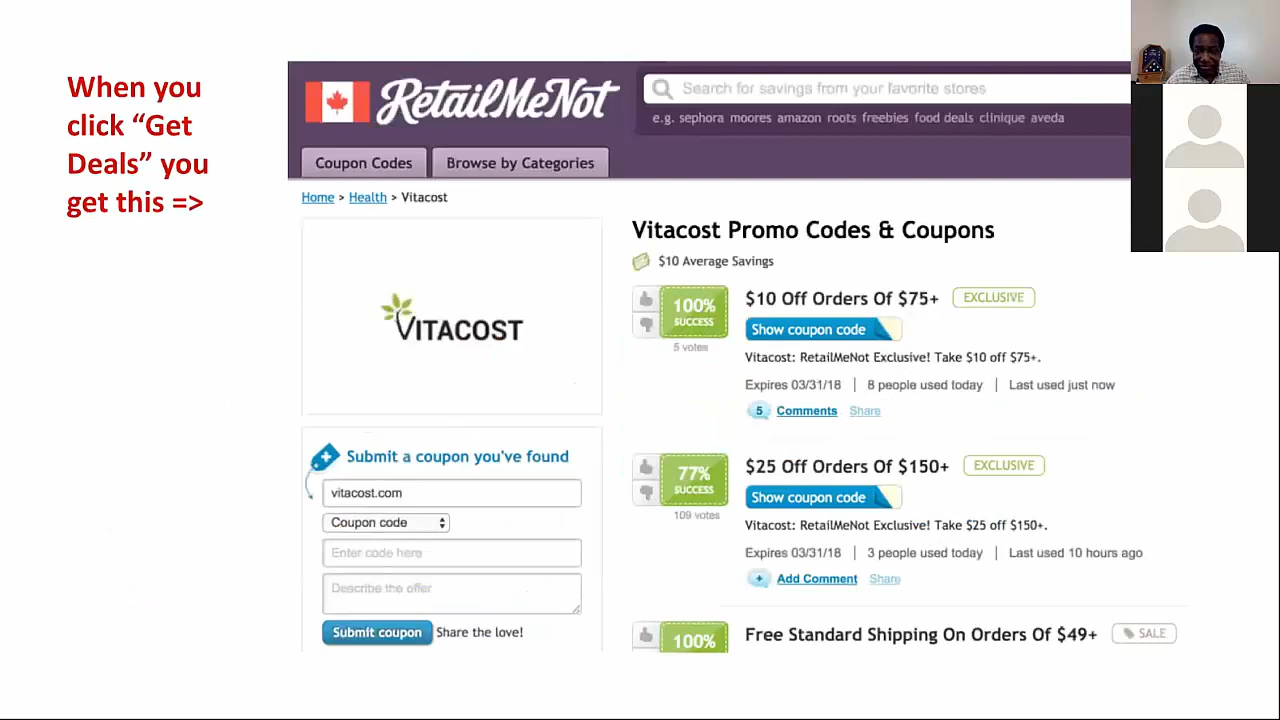 When you
click “Get
Deals” you
get this =>
RetailMeNot
Search for savings from your favorite stores
e.g. sephora moores amazon roots freebies food deals clinique aveda
Coupon Codes
Browse by Categories
Home > Health > Vitacost
VITACOST
Submit a coupon you've found
vitacost.com
Coupon code
Enter code here
Describe the offer
Submit coupon Share the love!
Vitacost Promo Codes & Coupons
$10 Average Savings
100%
SUCCESS
5 votes
$10 Off Orders Of $75+ EXCLUSIVE
Show coupon code
Vitacost: RetailMeNot Exclusive! Take $10 off $75+.
Expires 03/31/18 | 8 people used today | Last used just now
5 Comments Share
77%
SUCCESS
109 votes
$25 Off Orders Of $150+ EXCLUSIVE
Show coupon code
Vitacost: RetailMeNot Exclusive! Take $25 off $150+.
Expires 03/31/18 | 3 people used today | Last used 10 hours ago
+ Add Comment Share
100%
Free Standard Shipping On Orders Of $49+ SALE